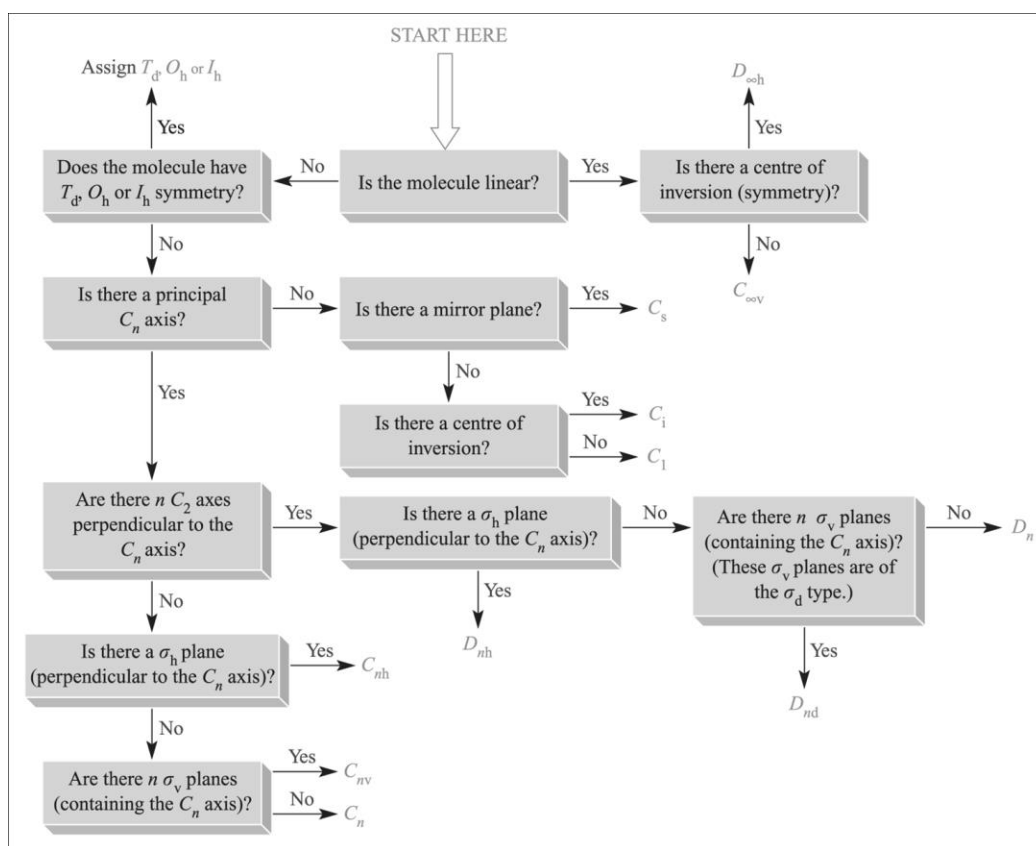 START HERE
Assign T_d, O_h or I_h
D_∞h
Yes
Yes
Does the molecule have
T_d, O_h or I_h symmetry?
No
Is the molecule linear?
Yes
Is there a centre of
inversion (symmetry)?
No
No
C_∞v
Is there a principal
C_n axis?
No
Is there a mirror plane?
Yes
C_s
Yes
No
Is there a centre of
inversion?
Yes
C_i
No
C_1
Are there n C_2 axes
perpendicular to the
C_n axis?
Yes
Is there a σ_h plane
(perpendicular to the C_n axis)?
No
Are there n σ_v planes
(containing the C_n axis)?
(These σ_v planes are of
the σ_d type.)
No
D_n
No
Yes
D_nh
Yes
D_nd
Is there a σ_h plane
(perpendicular to the C_n axis)?
Yes
C_nh
No
Are there n σ_v planes
(containing the C_n axis)?
Yes
C_nv
No
C_n